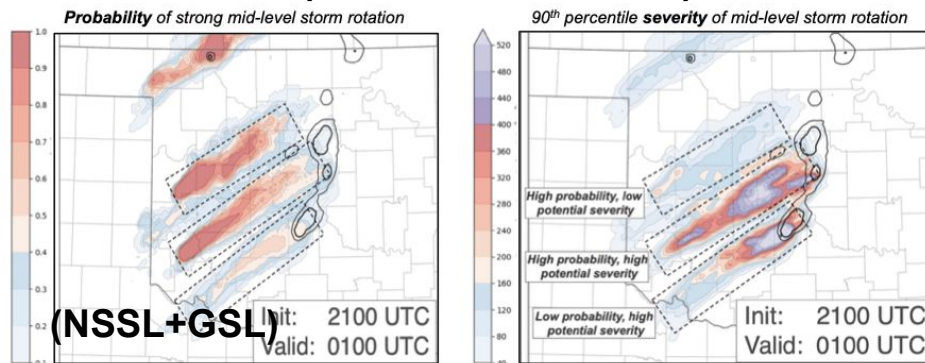 Probability of strong mid-level storm rotation
90th percentile severity of mid-level storm rotation
1.0
0.9
0.8
0.7
0.6
0.5
0.4
0.3
0.2
520
480
440
400
360
320
280
240
200
160
120
80
High probability, low
potential severity
High probability, high
potential severity
Low probability, high
potential severity
(NSSL+GSL)
Init: 2100 UTC
Valid: 0100 UTC
Init: 2100 UTC
Valid: 0100 UTC